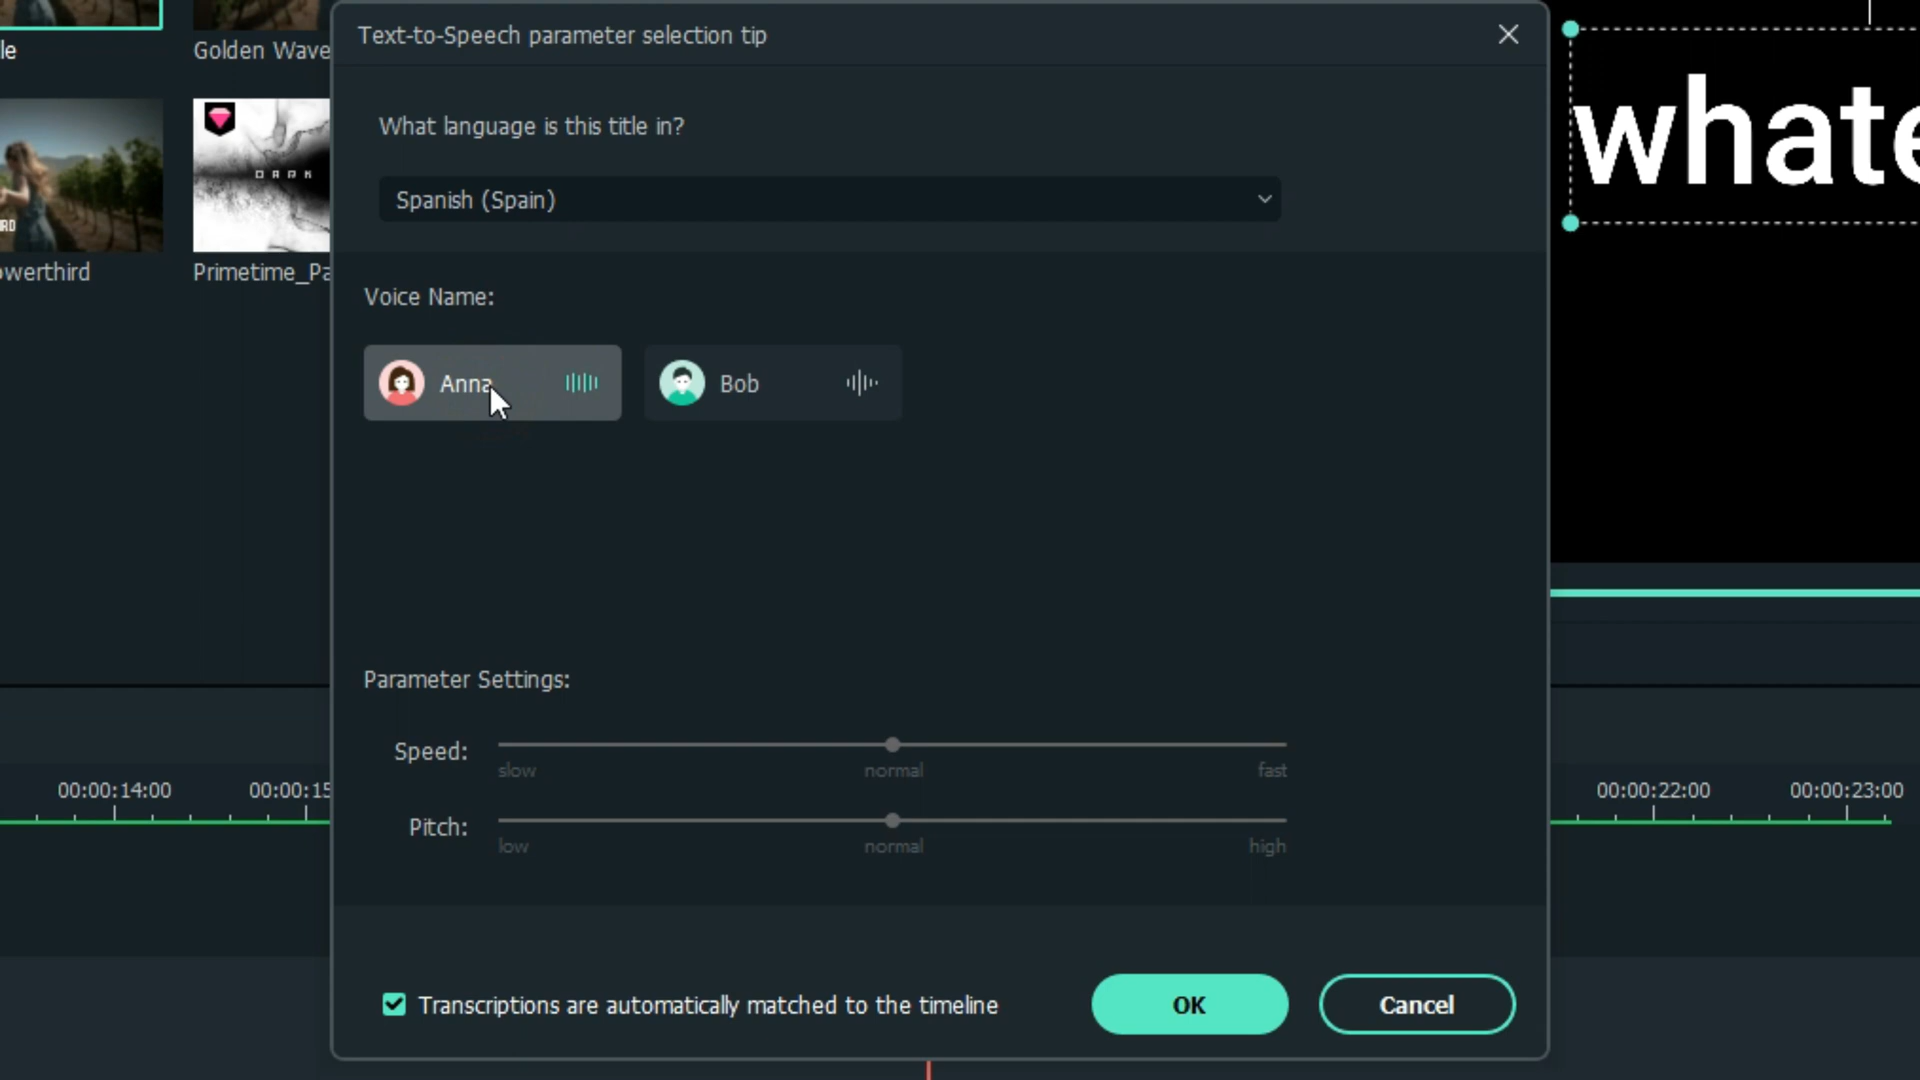 Text-to-Speech parameter selection tip
le
Golden Wave
whate
What language is this title in?
Spanish (Spain)
DARK
RD
owerthird
Primetime_Pa
Voice Name:
Anna
Bob
Parameter Settings:
Speed:
slow
normal
fast
00:00:14:00
00:00:15
00:00:22:00
00:00:23:00
Pitch:
low
normal
high
Transcriptions are automatically matched to the timeline
OK
Cancel